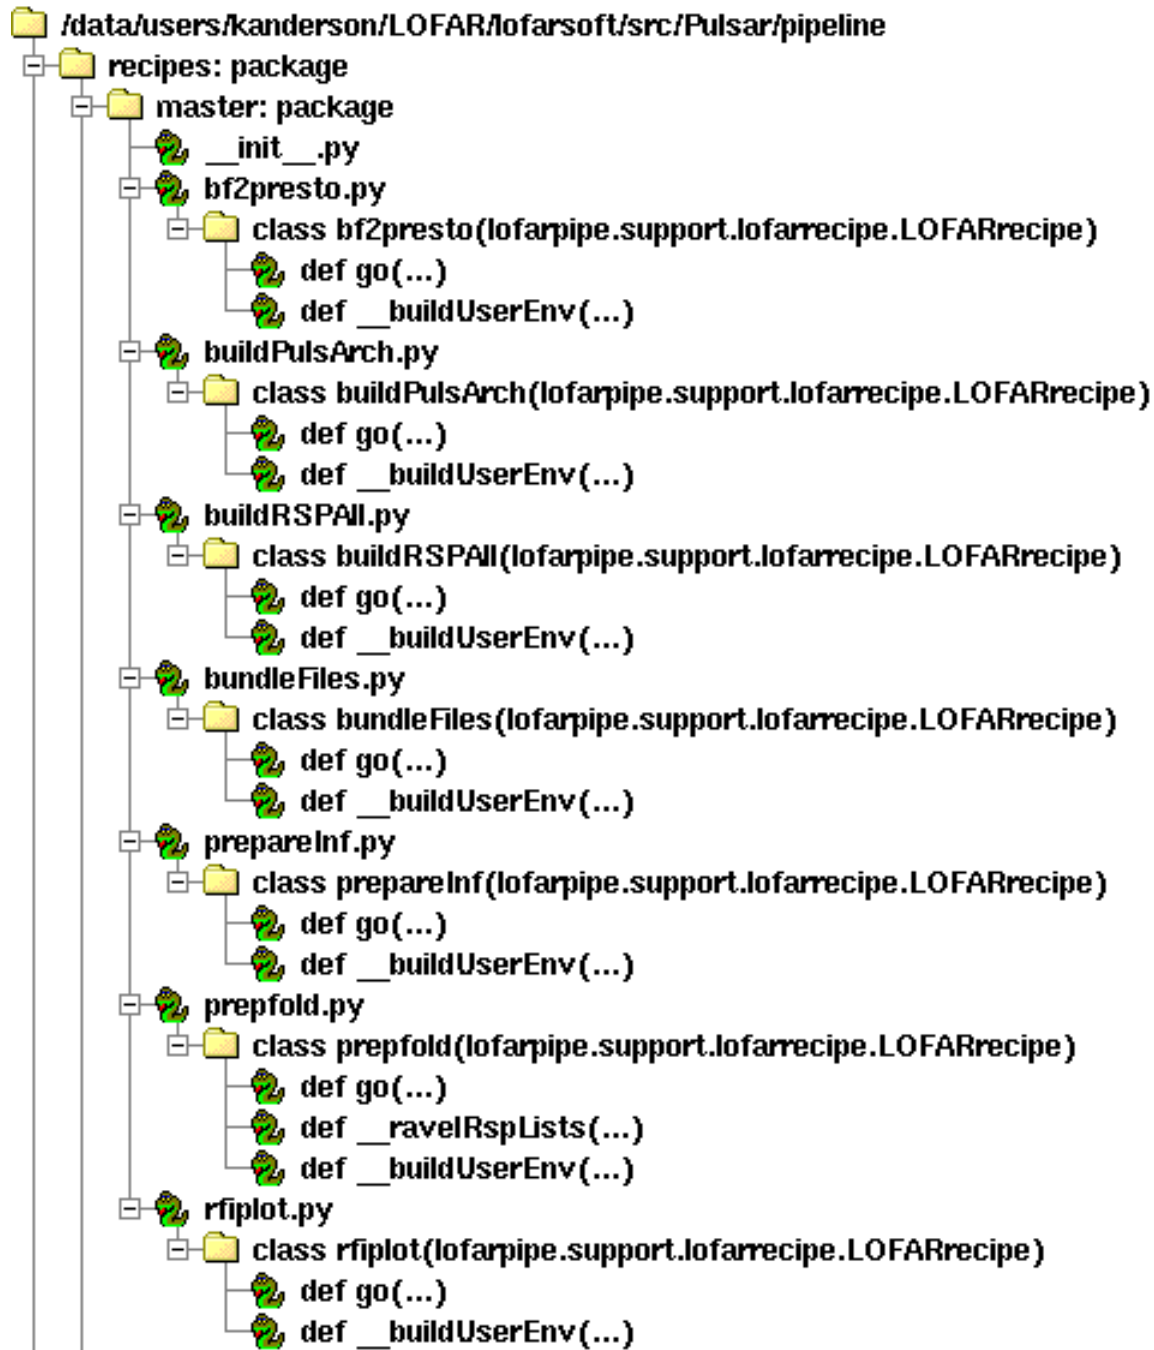 /data/users/kanderson/LOFAR/lofarsoft/src/Pulsar/pipeline
recipes: package
master: package
__init__.py
bf2presto.py
class bf2presto(lofarpipe.support.lofarrecipe.LOFARrecipe)
def go(...)
def __buildUserEnv(...)
buildPulsArch.py
class buildPulsArch(lofarpipe.support.lofarrecipe.LOFARrecipe)
def go(...)
def __buildUserEnv(...)
buildRSPAll.py
class buildRSPAll(lofarpipe.support.lofarrecipe.LOFARrecipe)
def go(...)
def __buildUserEnv(...)
bundleFiles.py
class bundleFiles(lofarpipe.support.lofarrecipe.LOFARrecipe)
def go(...)
def __buildUserEnv(...)
prepareInf.py
class prepareInf(lofarpipe.support.lofarrecipe.LOFARrecipe)
def go(...)
def __buildUserEnv(...)
prepfold.py
class prepfold(lofarpipe.support.lofarrecipe.LOFARrecipe)
def go(...)
def __ravelRspLists(...)
def __buildUserEnv(...)
rfiplot.py
class rfiplot(lofarpipe.support.lofarrecipe.LOFARrecipe)
def go(...)
def __buildUserEnv(...)